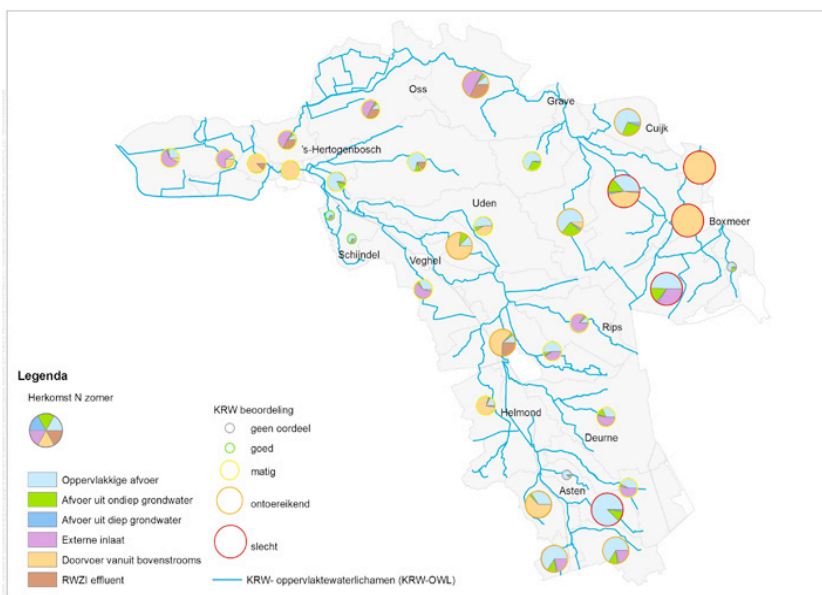 Oss
Grave
Cuijk
's-Hertogenbosch
Uden
Boxmeer
Schijndel
Veghel
Rips
Helmond
Deurne
Asten
Legenda
Herkomst N zomer
Oppervlakkige afvoer
Afvoer uit ondiep grondwater
Afvoer uit diep grondwater
Externe inlaat
Doorvoer vanuit bovenstrooms
RWZI effluent
KRW beoordeling
geen oordeel
goed
matig
ontoereikend
slecht
KRW- oppervlaktewaterlichamen (KRW-OWL)